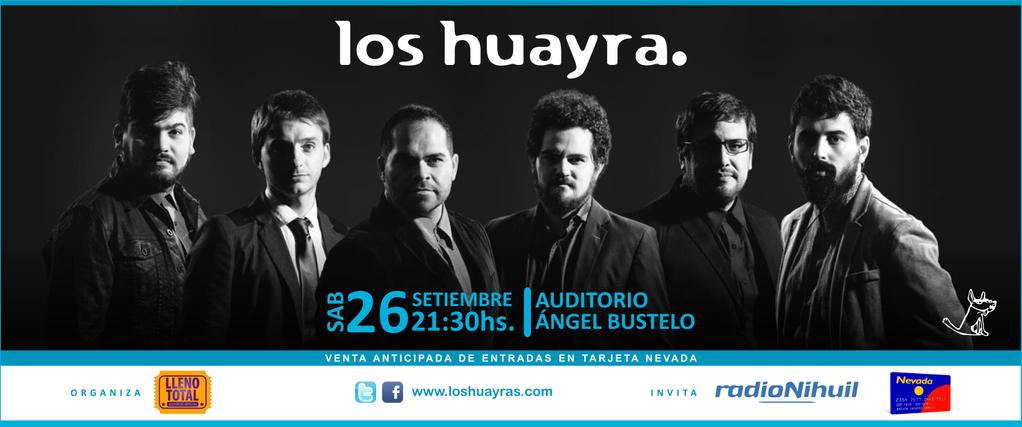 los huayra.
SAB 26 SETIEMBRE
21:30hs.
AUDITORIO
ÁNGEL BUSTELO
VENTA ANTICIPADA DE ENTRADAS EN TARJETA NEVADA
ORGANIZA
LLENO
TOTAL
www.loshuayras.com
INVITA
radioNihuil
Nevada